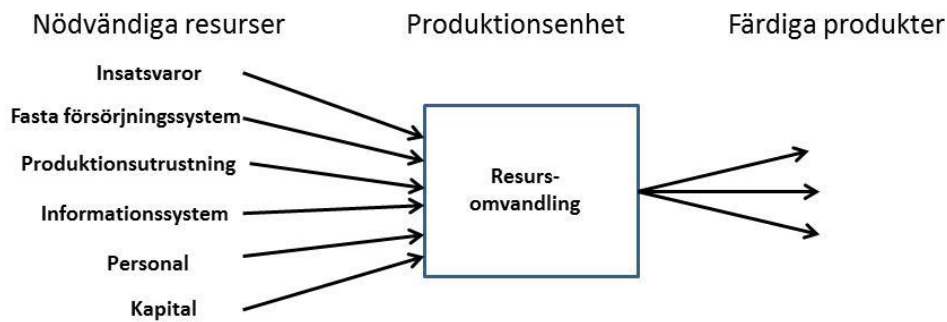 Nödvändiga resurser
Produktionsenhet
Färdiga produkter
Insatsvaror
Fasta försörjningssystem
Produktionsutrustning
Informationssystem
Personal
Kapital
Resurs-
omvandling